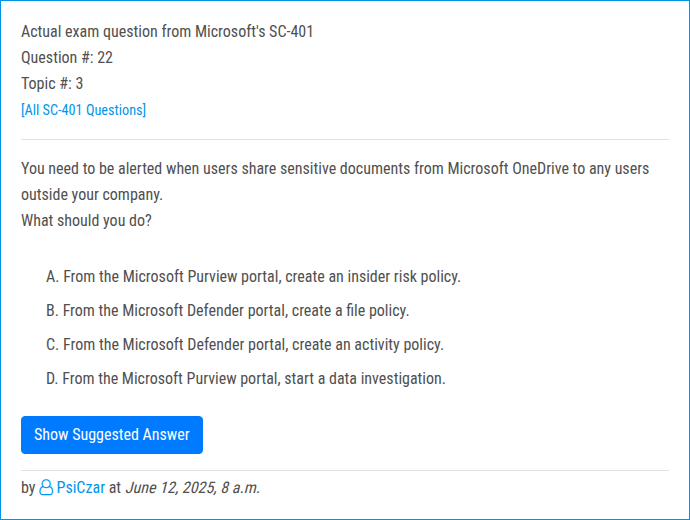 Actual exam question from Microsoft's SC-401
Question #: 22
Topic #: 3
[All SC-401 Questions]
You need to be alerted when users share sensitive documents from Microsoft OneDrive to any users
outside your company.
What should you do?
A. From the Microsoft Purview portal, create an insider risk policy.
B. From the Microsoft Defender portal, create a file policy.
C. From the Microsoft Defender portal, create an activity policy.
D. From the Microsoft Purview portal, start a data investigation.
Show Suggested Answer
by PsiCzar at June 12, 2025, 8 a.m.